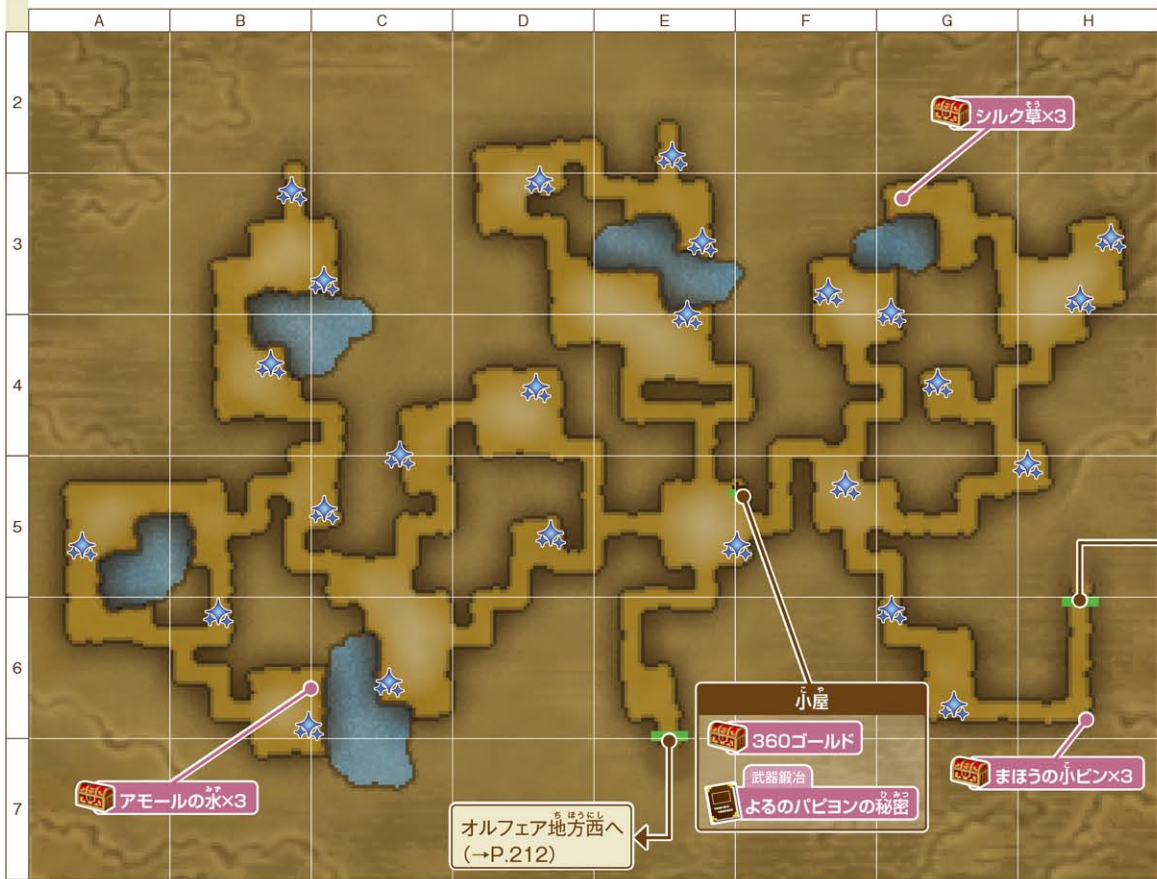 A B C D E F G H
2
シルク草×3
3
4
5
6
小屋
360ゴールド
武器鍛冶
よるのパピヨンの秘密
まほうの小ビン×3
アモールの水×3
7
オルフェア地方西へ
(→P.212)